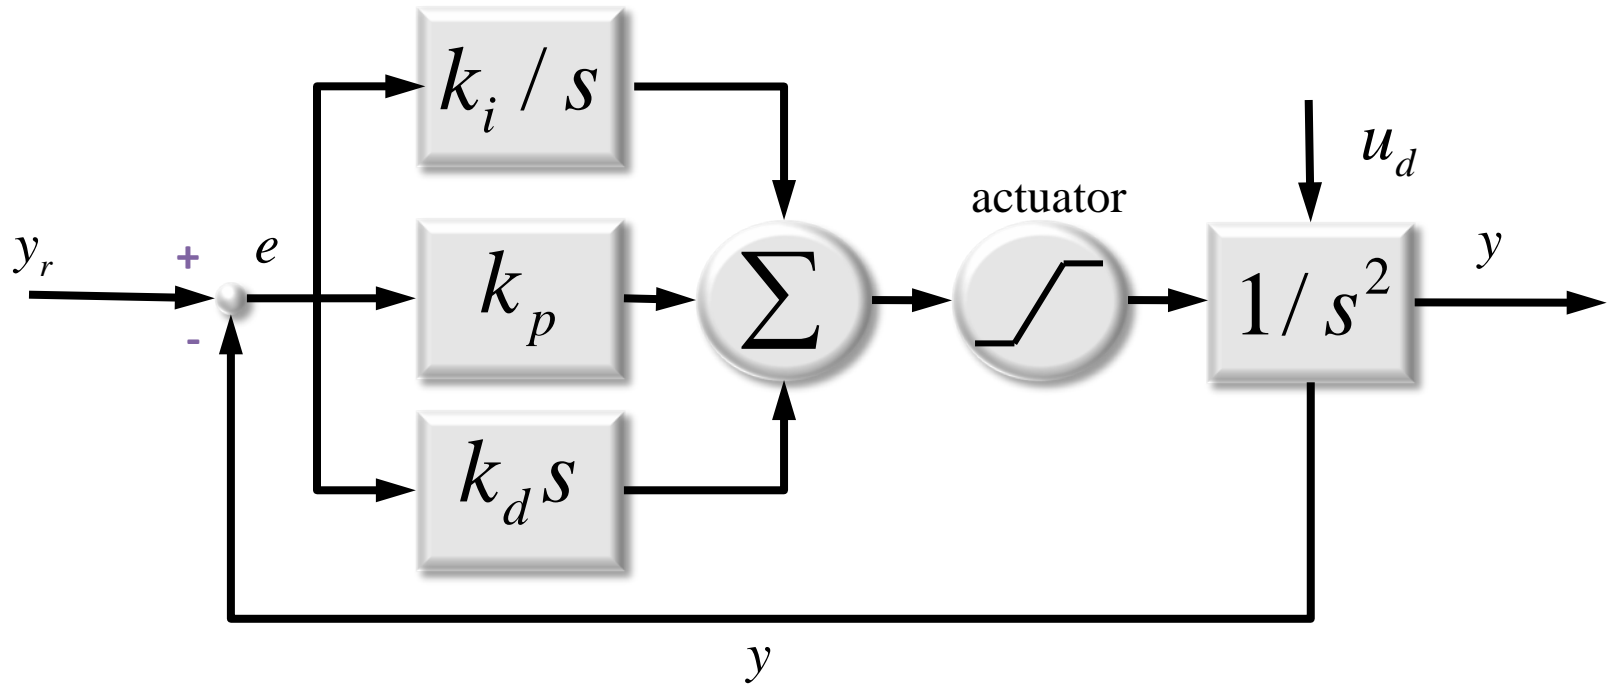 k_i / s
actuator
u_d
y_r
+
e
k_p
∑
1/ s^2
y
-
k_d s
y